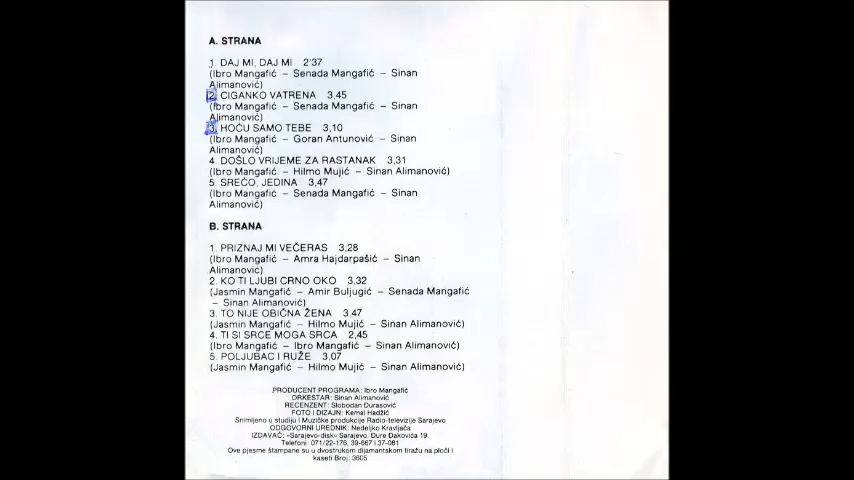 A. STRANA
1. DAJ MI, DAJ MI 2'37
(Ibro Mangafić – Senada Mangafić – Sinan
Alimanović)
2. CIGANKO VATRENA 3,45
(Ibro Mangafić – Senada Mangafić – Sinan
Alimanović)
3. HOĆU SAMO TEBE 3,10
(Ibro Mangafić – Goran Antunović – Sinan
Alimanović)
4. DOŠLO VRIJEME ZA RASTANAK 3,31
(Ibro Mangafić – Hilmo Mujić – Sinan Alimanović)
5. SREĆO, JEDINA 3,47
(Ibro Mangafić – Senada Mangafić – Sinan
Alimanović)
B. STRANA
1. PRIZNAJ MI VEČERAS 3,28
(Ibro Mangafić – Amra Hajdarpašić – Sinan
Alimanović)
2. KO TI LJUBI CRNO OKO 3,32
(Jasmin Mangafić – Amir Buljugić – Senada Mangafić
– Sinan Alimanović)
3. TO NIJE OBIČNA ŽENA 3,47
(Jasmin Mangafić – Hilmo Mujić – Sinan Alimanović)
4. TI SI SRCE MOGA SRCA 2,45
(Ibro Mangafić – Ibro Mangafić – Sinan Alimanović)
5. POLJUBAC I RUŽE 3,07
(Jasmin Mangafić – Hilmo Mujić – Sinan Alimanović)
PRODUCENT PROGRAMA: Ibro Mangafić
ORKESTAR: Sinan Alimanović
RECENZENT: Slobodan Đurasović
FOTO I DIZAJN: Kemal Hadžić
Snimljeno u studiju I Muzičke produkcije Radio-televizije Sarajevo
ODGOVORNI UREDNIK: Nedeljko Kravljača
IZDAVAČ: «Sarajevo-disk» Sarajevo, Đure Đakovića 19.
Telefoni: 071/22-176, 39-667 i 37-081
Ove pjesme štampane su u dvostrukom dijamantskom tiražu na ploči i
kaseti Broj: 3605